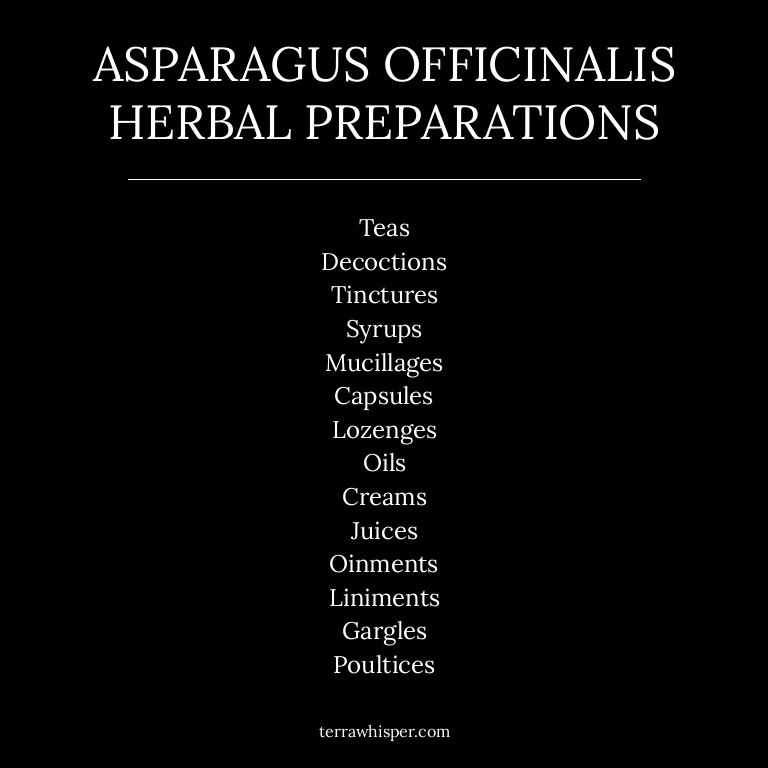 ASPARAGUS OFFICINALIS
HERBAL PREPARATIONS
Teas
Decoctions
Tinctures
Syrups
Mucillages
Capsules
Lozenges
Oils
Creams
Juices
Oinments
Liniments
Gargles
Poultices
terrawhisper.com